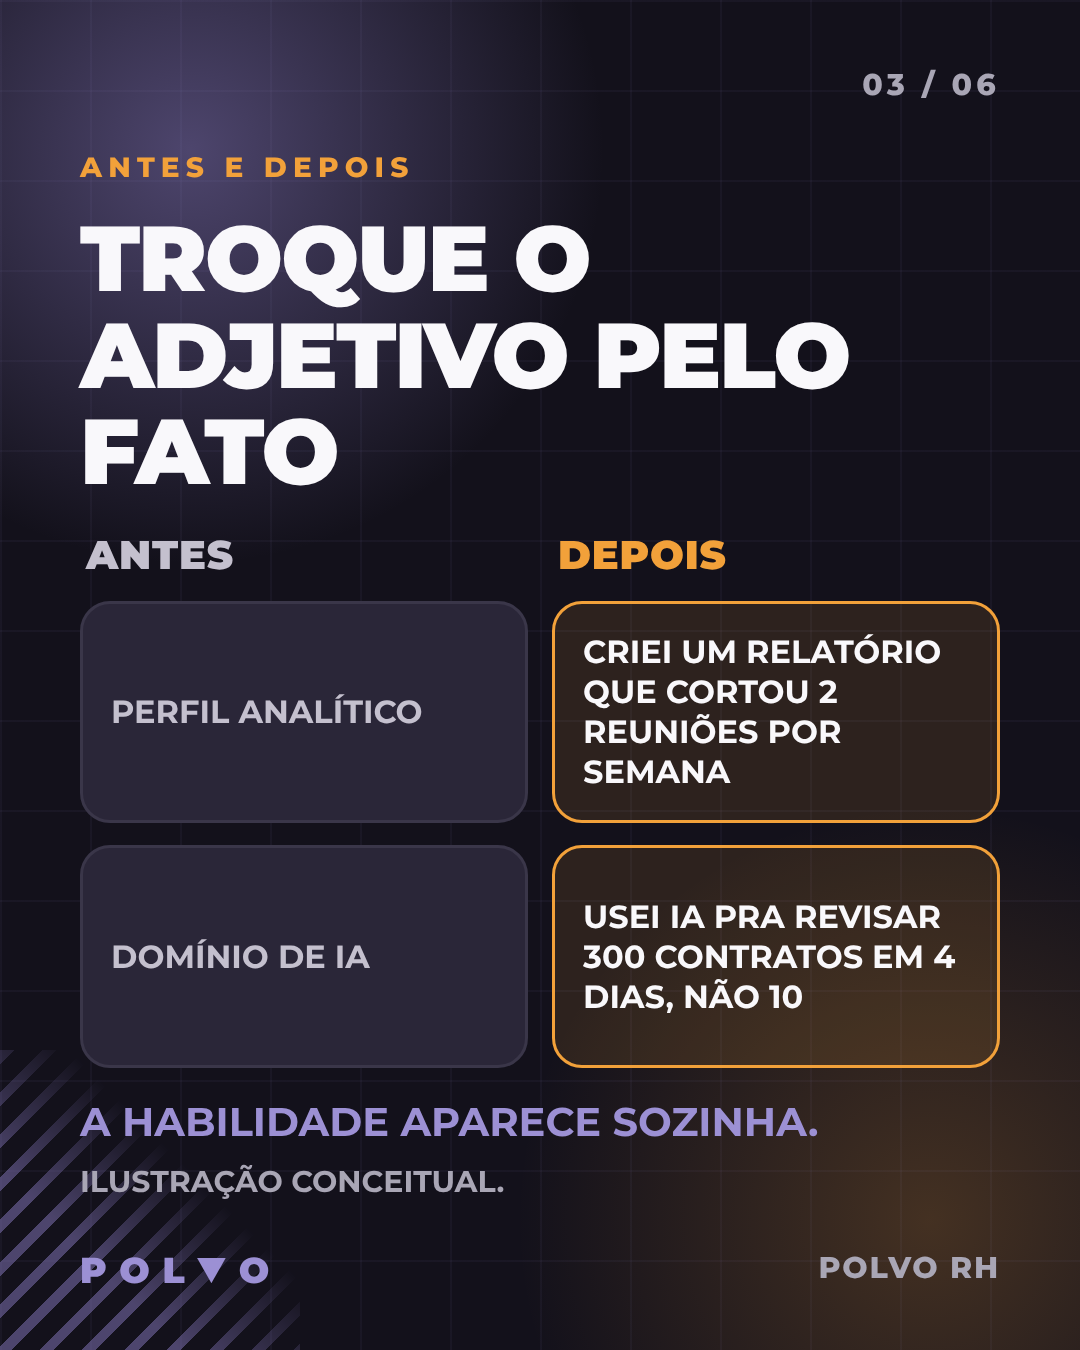 03 / 06
ANTES E DEPOIS
TROQUE O
ADJETIVO PELO
FATO
ANTES
DEPOIS
PERFIL ANALÍTICO
CRIEI UM RELATÓRIO
QUE CORTOU 2
REUNIÕES POR
SEMANA
DOMÍNIO DE IA
USEI IA PRA REVISAR
300 CONTRATOS EM 4
DIAS, NÃO 10
A HABILIDADE APARECE SOZINHA.
ILUSTRAÇÃO CONCEITUAL.
POLVO
POLVO RH